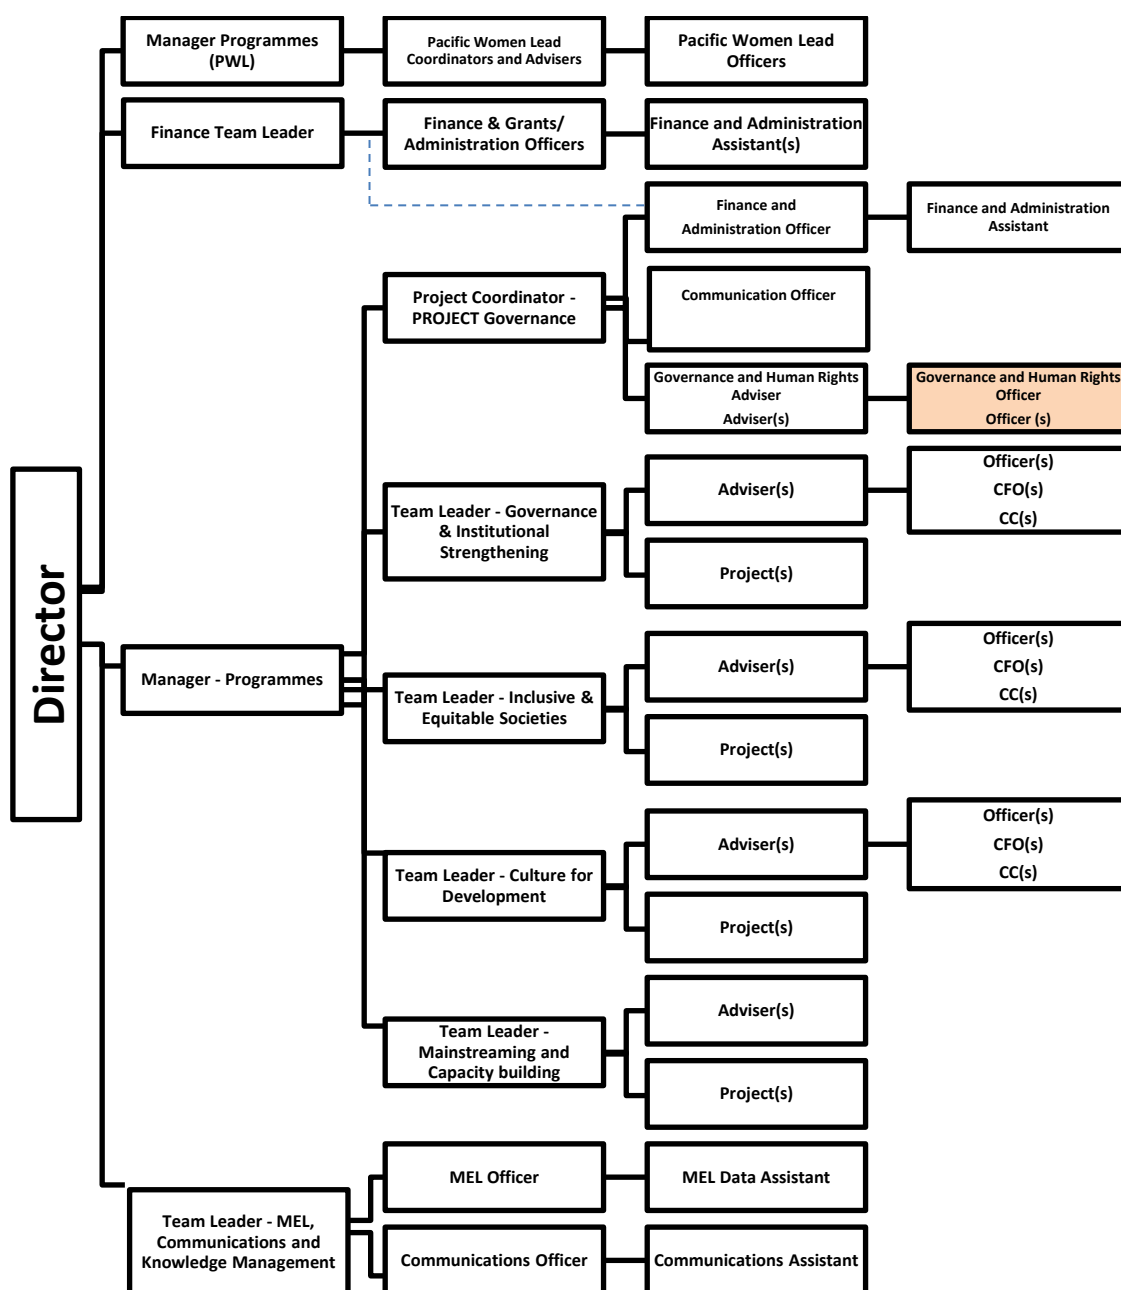 Manager Programmes
(PWL)
Pacific Women Lead
Coordinators and Advisers
Pacific Women Lead
Officers
Finance Team Leader
Finance & Grants/
Administration Officers
Finance and Administration
Assistant(s)
Finance and
Administration Officer
Finance and Administration
Assistant
Project Coordinator -
PROJECT Governance
Communication Officer
Governance and Human Rights
Adviser
Adviser(s)
Governance and Human Rights
Officer
Officer (s)
Director
Manager - Programmes
Team Leader - Governance
& Institutional
Strengthening
Adviser(s)
Officer(s)
CFO(s)
CC(s)
Project(s)
Team Leader - Inclusive &
Equitable Societies
Adviser(s)
Officer(s)
CFO(s)
CC(s)
Project(s)
Team Leader - Culture for
Development
Adviser(s)
Officer(s)
CFO(s)
CC(s)
Project(s)
Team Leader -
Mainstreaming and
Capacity building
Adviser(s)
Project(s)
Team Leader - MEL,
Communications and
Knowledge Management
MEL Officer
MEL Data Assistant
Communications Officer
Communications Assistant